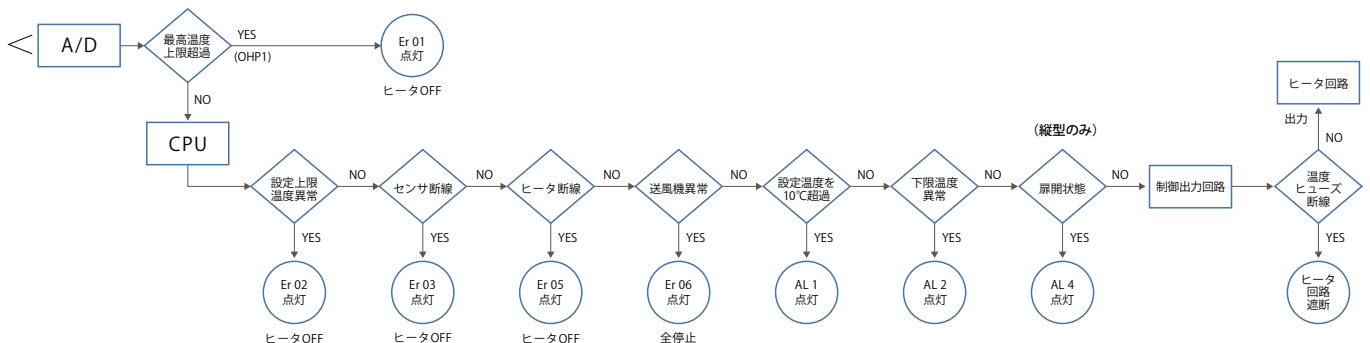 A/D
最高温度
上限超過
YES
(OHP1)
Er 01
点灯
ヒータOFF
NO
CPU
設定上限
温度異常
NO
YES
Er 02
点灯
ヒータOFF
センサ断線
NO
YES
Er 03
点灯
ヒータOFF
ヒータ断線
NO
YES
Er 05
点灯
ヒータOFF
送風機異常
NO
YES
Er 06
点灯
全停止
設定温度を
10℃超過
NO
YES
AL 1
点灯
下限温度
異常
NO
YES
AL 2
点灯
（縦型のみ）
扉開状態
NO
YES
AL 4
点灯
制御出力回路
温度
ヒューズ
断線
NO
出力
ヒータ回路
YES
ヒータ
回路
遮断